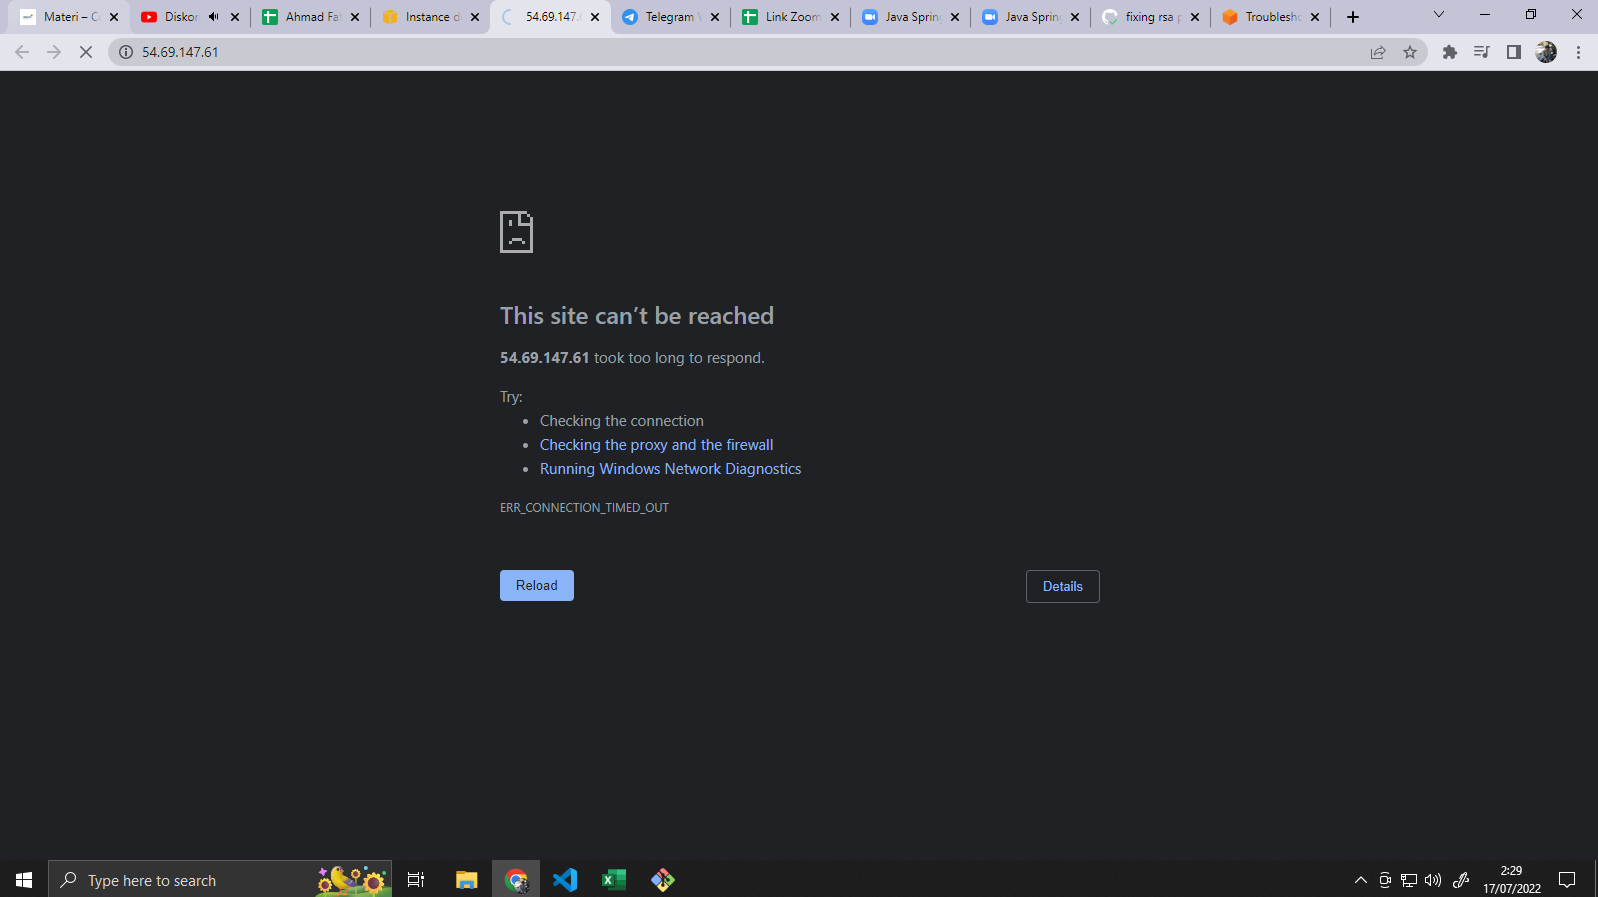 Materi – C
Diskor
Ahmad Fat
Instance d
54.69.147.
Telegram
Link Zoom
Java Spring
Java Spring
fixing rsa p
Troublesho
54.69.147.61
This site can’t be reached
54.69.147.61 took too long to respond.
Try:
Checking the connection
Checking the proxy and the firewall
Running Windows Network Diagnostics
ERR_CONNECTION_TIMED_OUT
Reload
Details
Type here to search
2:29
17/07/2022